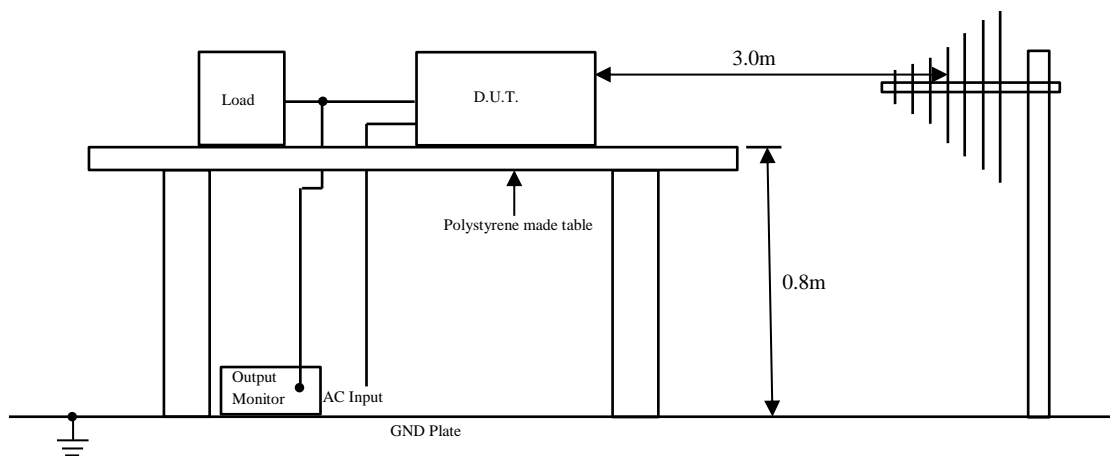 3.0m
Load
D.U.T.
Polystyrene made table
0.8m
Output
Monitor
AC Input
GND Plate